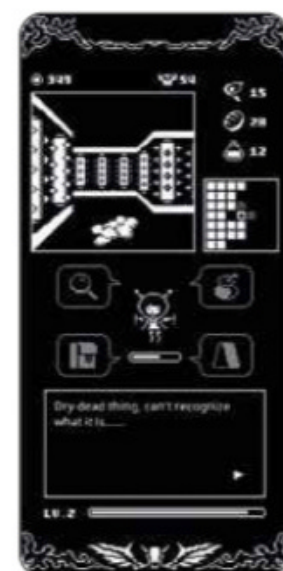 349
54
15
28
12
Dry dead thing, can't recognize
what it is......
LV.2